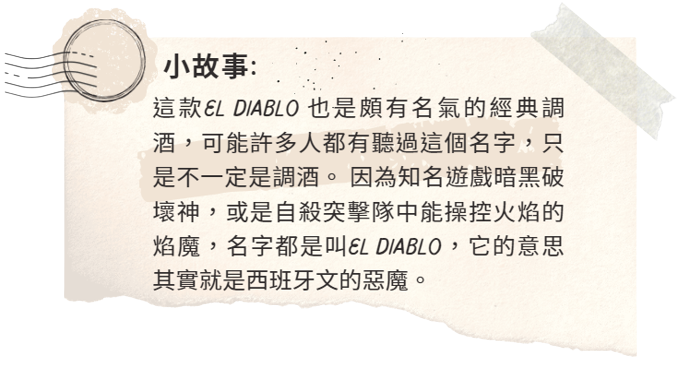 小故事:
這款EL DIABLO 也是頗有名氣的經典調
酒，可能許多人都有聽過這個名字，只
是不一定是調酒。 因為知名遊戲暗黑破
壞神，或是自殺突擊隊中能操控火焰的
焰魔，名字都是叫EL DIABLO，它的意思
其實就是西班牙文的惡魔。